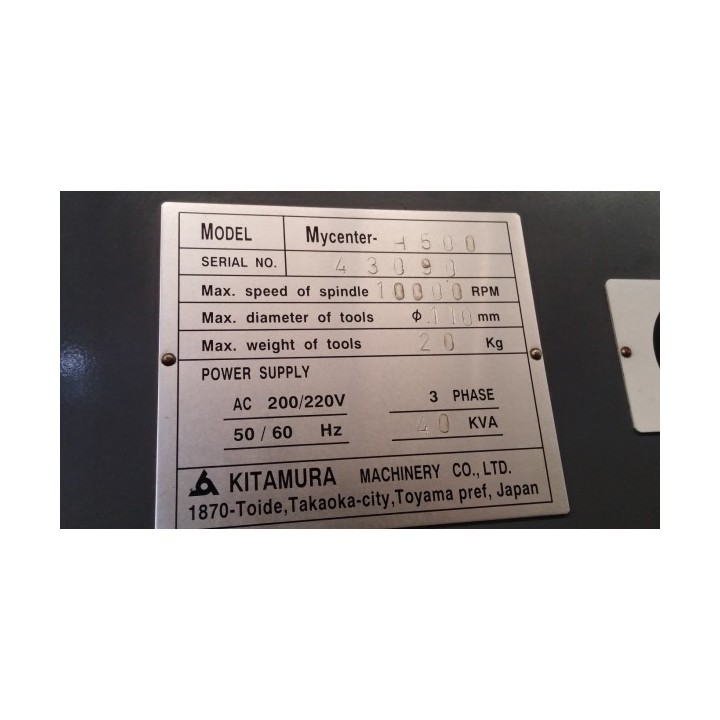 MODEL Mycenter- H500
SERIAL NO. 43090
Max. speed of spindle 10000 RPM
Max. diameter of tools φ 110 mm
Max. weight of tools 20 Kg
POWER SUPPLY
AC 200/220V 3 PHASE
50/60 Hz 40 KVA
KITAMURA MACHINERY CO., LTD.
1870-Toide, Takaoka-city, Toyama pref, Japan